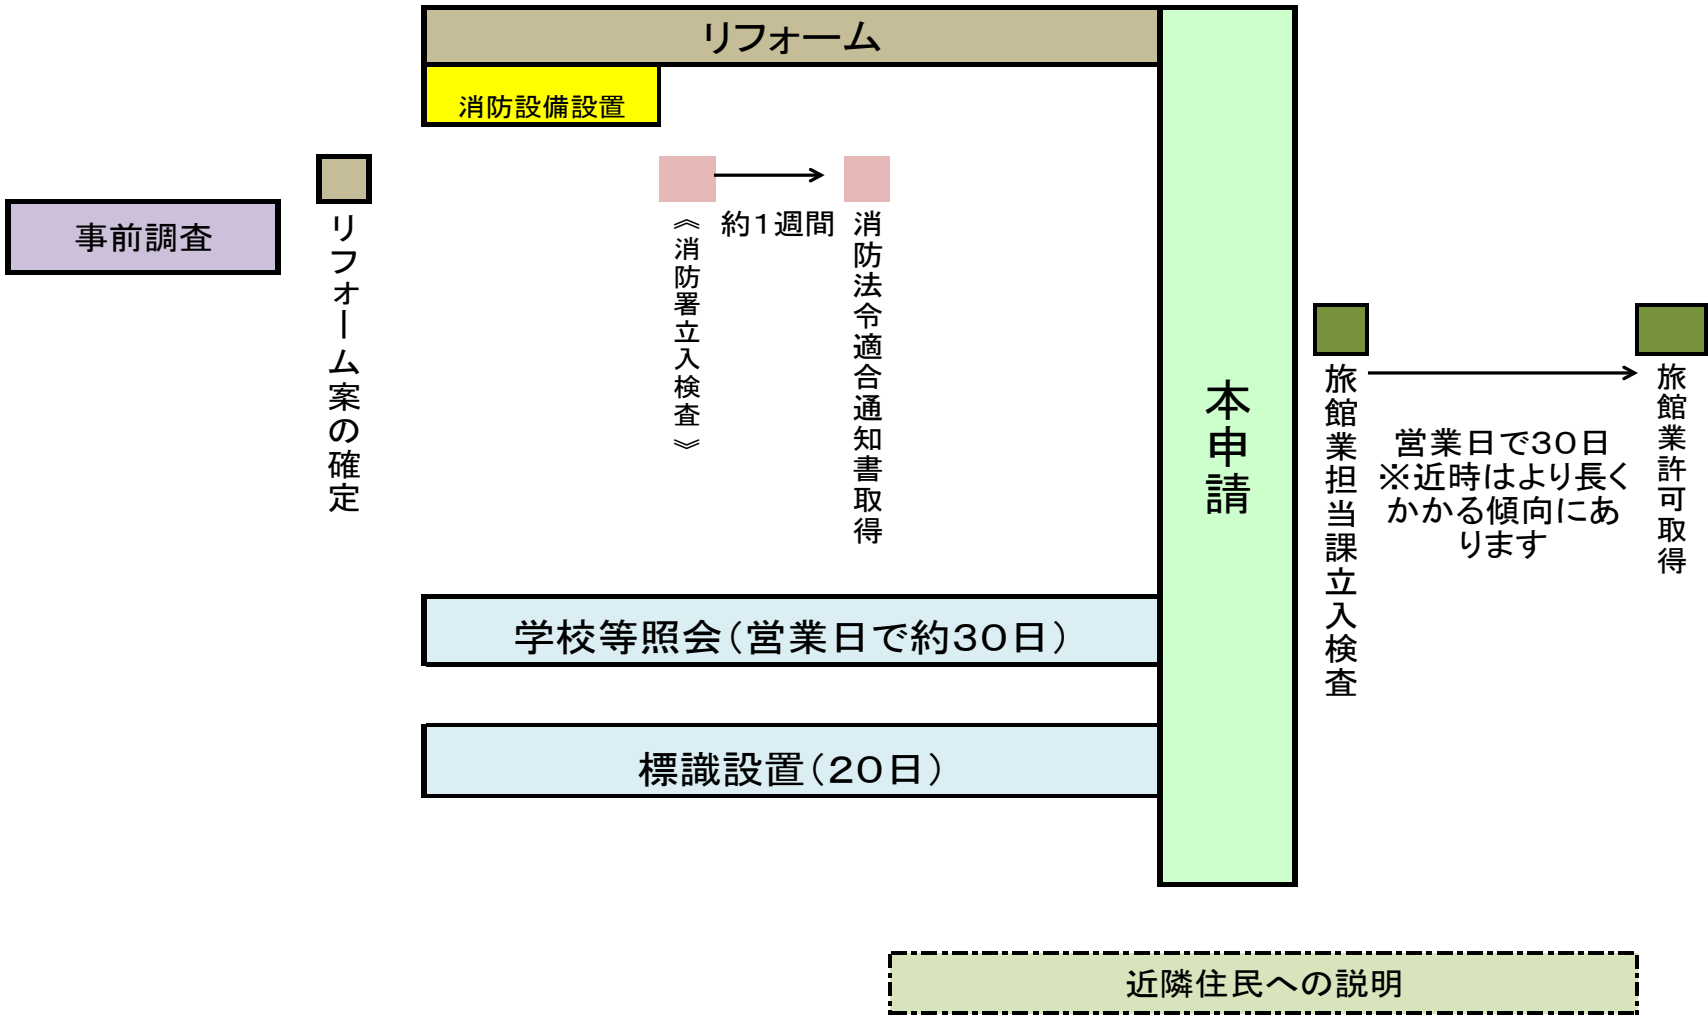 リフォーム
消防設備設置
事前調査
リフォーム案の確定
《消防署立入検査》
約1週間
消防法令適合通知書取得
本申請
旅館業担当課立入検査
営業日で30日
※近時はより長く
かかる傾向にあ
ります
旅館業許可取得
学校等照会(営業日で約30日)
標識設置(20日)
近隣住民への説明